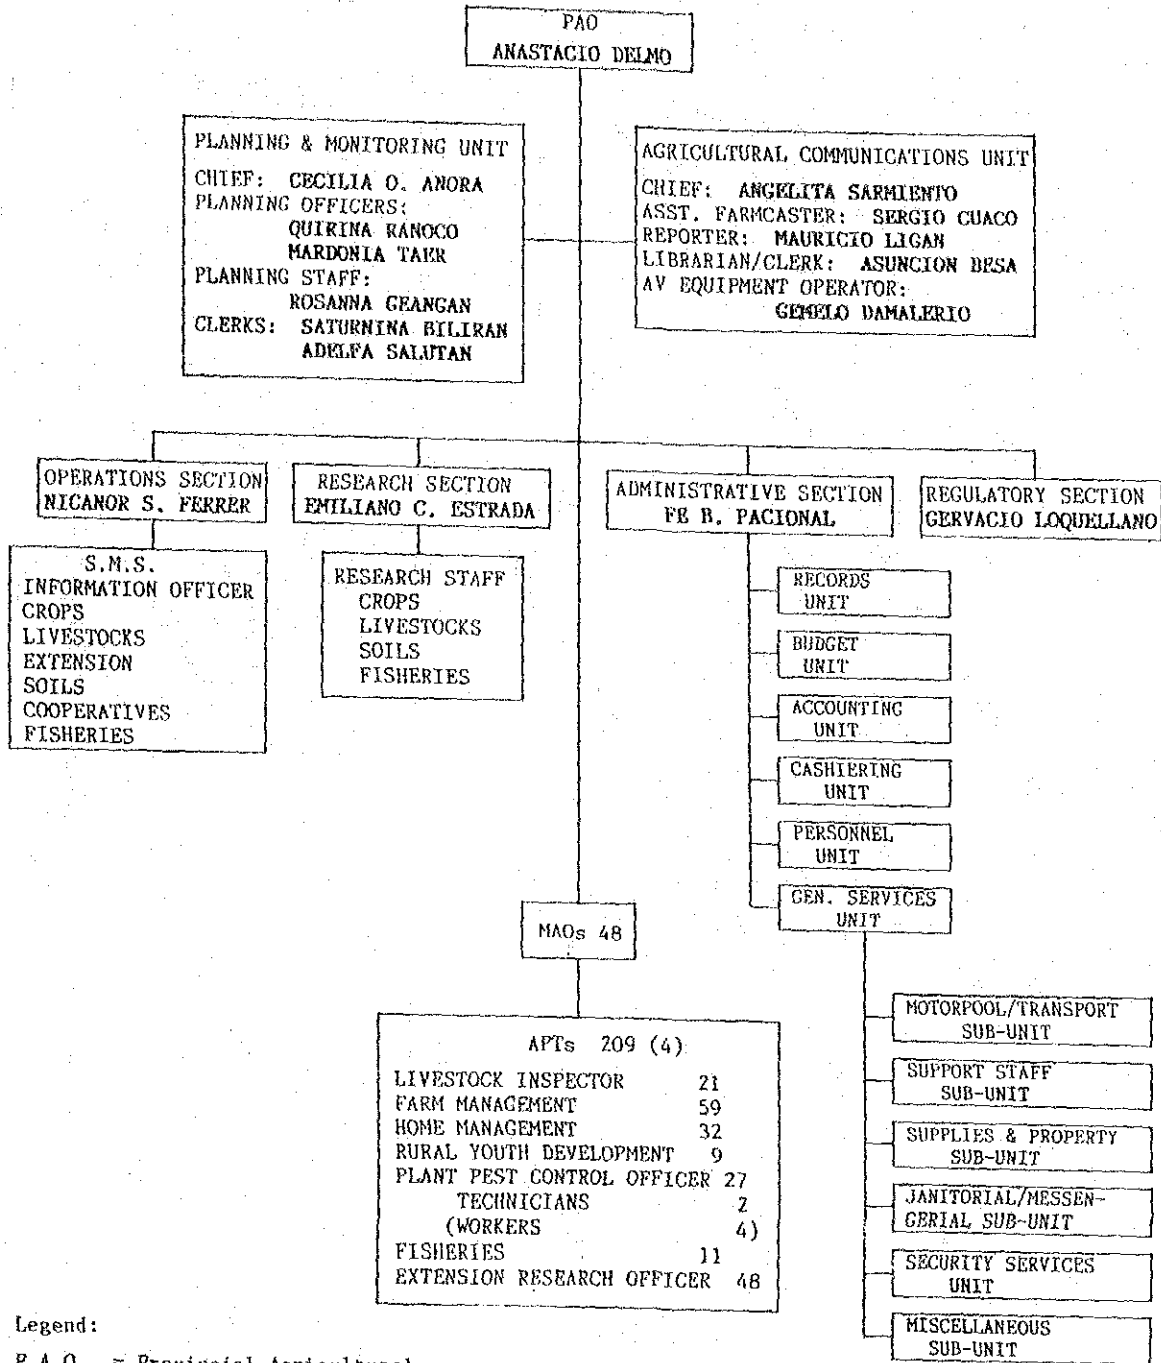 PAO
ANASTACIO DELMO
PLANNING & MONITORING UNIT
CHIEF: CECILIA O. ANORA
PLANNING OFFICERS:
QUIRINA RANOCO
MARDONIA TAER
PLANNING STAFF:
ROSANNA GEANGAN
CLERKS: SATURNINA BILIRAN
ADELFA SALUTAN
AGRICULTURAL COMMUNICATIONS UNIT
CHIEF: ANGELITA SARMIENTO
ASST. FARMCASTER: SERGIO CUACO
REPORTER: MAURICIO LIGAN
LIBRARIAN/CLERK: ASUNCION BESA
AV EQUIPMENT OPERATOR:
GEMELO DAMALERIO
OPERATIONS SECTION
NICANOR S. FERRER
RESEARCH SECTION
EMILIANO C. ESTRADA
ADMINISTRATIVE SECTION
FE B. PACIONAL
REGULATORY SECTION
GERVACIO LOQUELLANO
S.M.S.
INFORMATION OFFICER
CROPS
LIVESTOCKS
EXTENSION
SOILS
COOPERATIVES
FISHERIES
RESEARCH STAFF
CROPS
LIVESTOCKS
SOILS
FISHERIES
RECORDS
UNIT
BUDGET
UNIT
ACCOUNTING
UNIT
CASHIERING
UNIT
PERSONNEL
UNIT
GEN. SERVICES
UNIT
MAOs 48
APTs 209 (4)
LIVESTOCK INSPECTOR 21
FARM MANAGEMENT 59
HOME MANAGEMENT 32
RURAL YOUTH DEVELOPMENT 9
PLANT PEST CONTROL OFFICER 27
TECHNICIANS 2
(WORKERS 4)
FISHERIES 11
EXTENSION RESEARCH OFFICER 48
MOTORPOOL/TRANSPORT
SUB-UNIT
SUPPORT STAFF
SUB-UNIT
SUPPLIES & PROPERTY
SUB-UNIT
JANITORIAL/MESSEN-
GERIAL SUB-UNIT
SECURITY SERVICES
UNIT
MISCELLANEOUS
SUB-UNIT
Legend:
P.A.O. = Provincial Agricultural